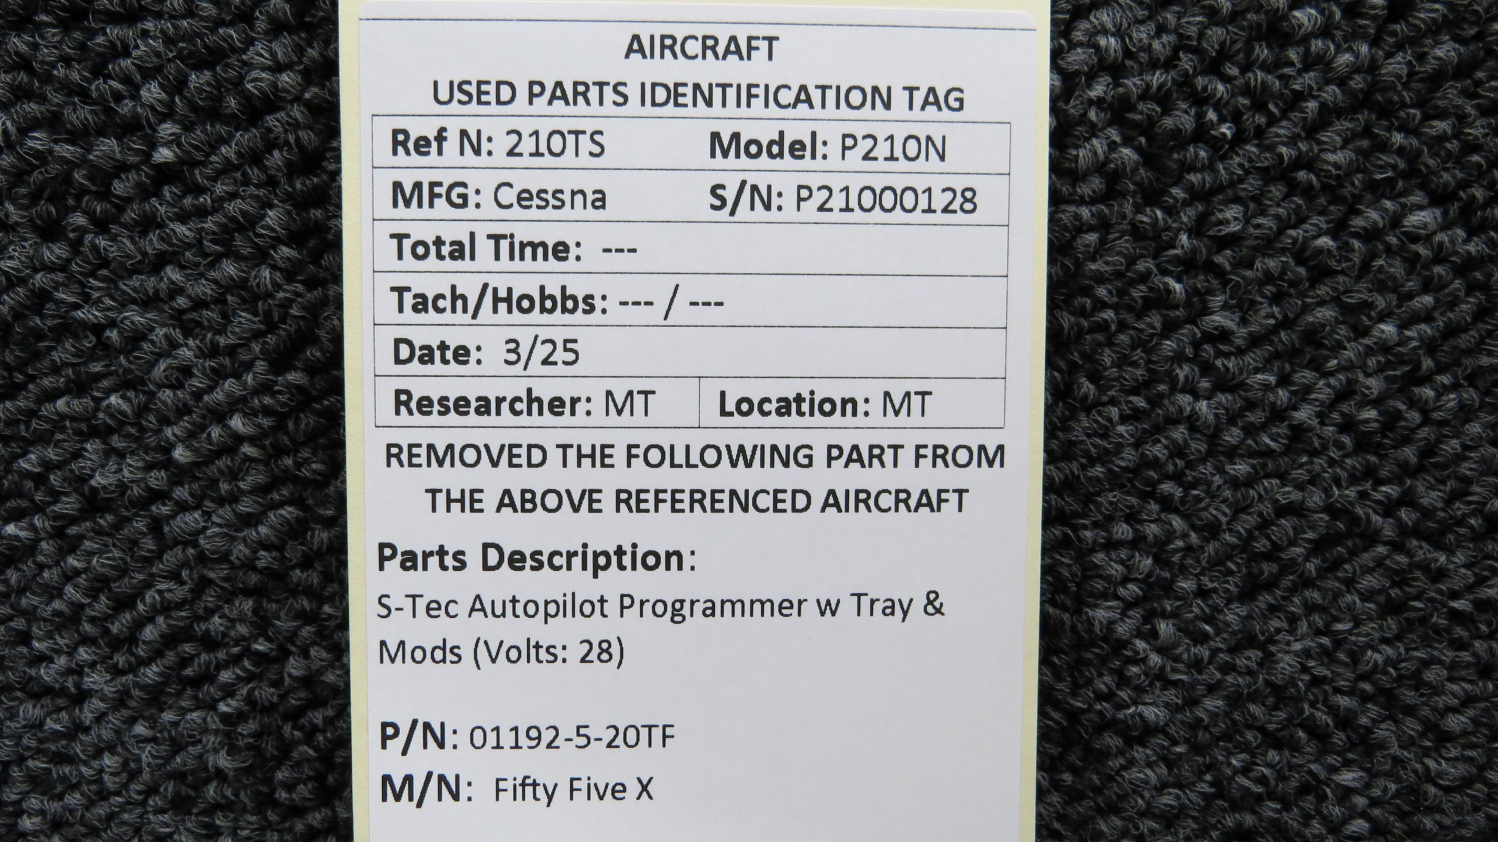 AIRCRAFT
USED PARTS IDENTIFICATION TAG
Ref N: 210TS Model: P210N
MFG: Cessna S/N: P21000128
Total Time: ---
Tach/Hobbs: --- / ---
Date: 3/25
Researcher: MT Location: MT
REMOVED THE FOLLOWING PART FROM
THE ABOVE REFERENCED AIRCRAFT
Parts Description:
S-Tec Autopilot Programmer w Tray &
Mods (Volts: 28)
P/N: 01192-5-20TF
M/N: Fifty Five X